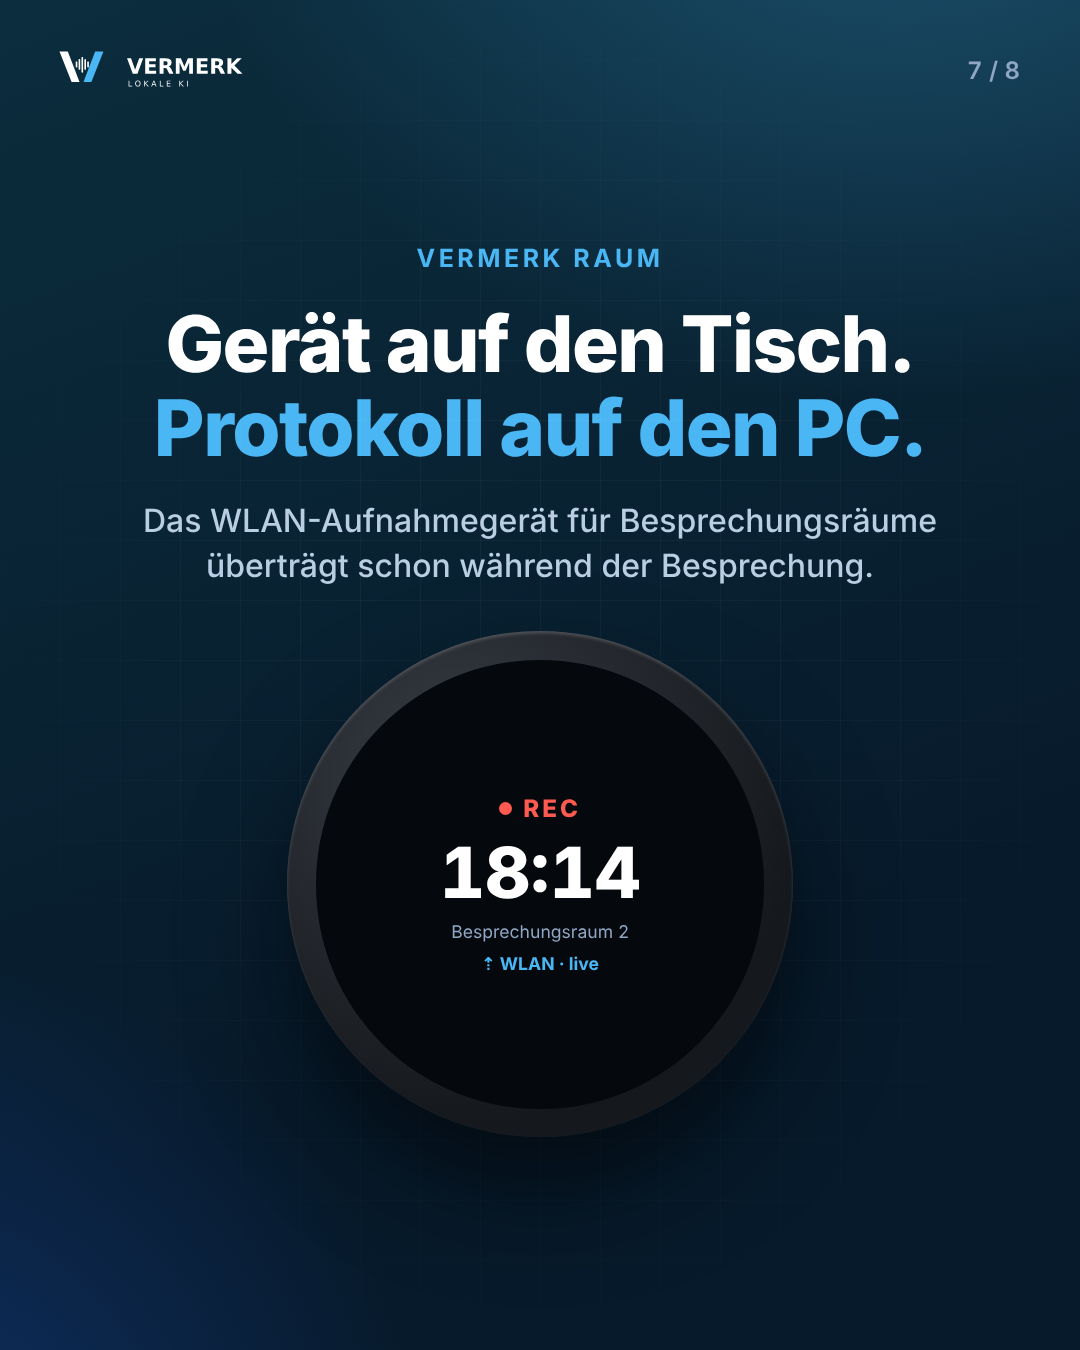 VERMERK
LOKALE KI
7 / 8
VERMERK RAUM
Gerät auf den Tisch.
Protokoll auf den PC.
Das WLAN-Aufnahmegerät für Besprechungsräume
überträgt schon während der Besprechung.
● REC
18:14
Besprechungsraum 2
⇡ WLAN · live